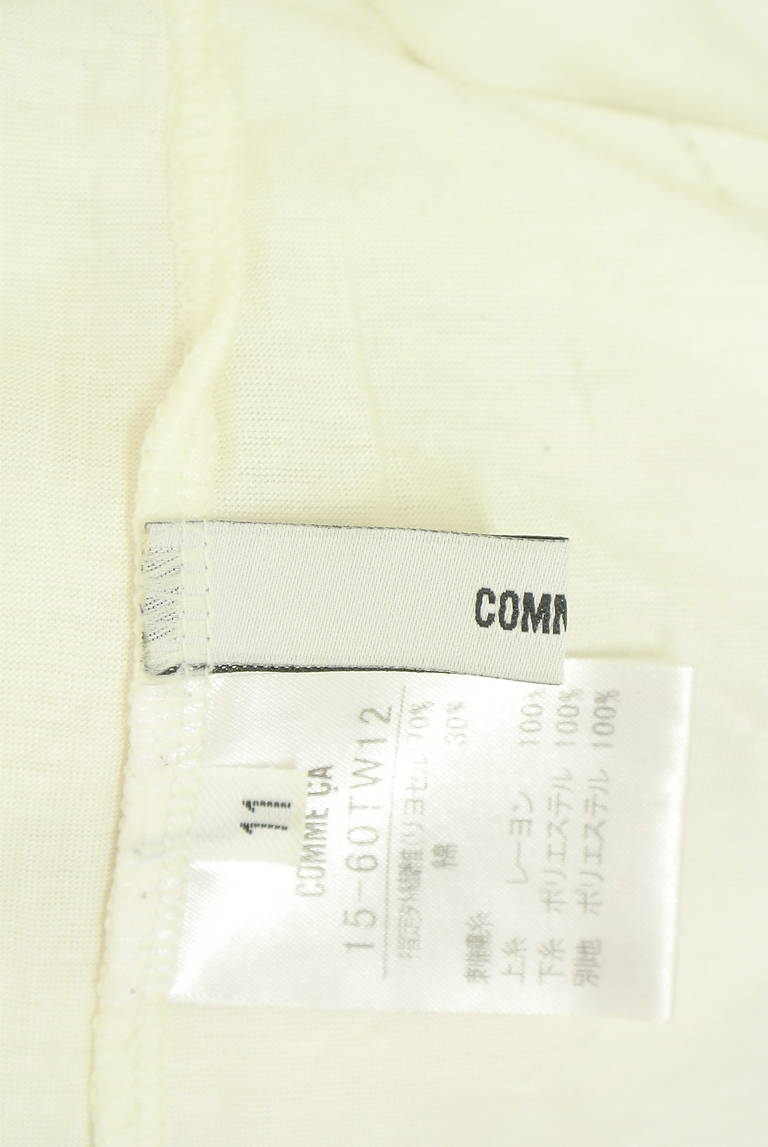 COMM
11
COMME ÇA
15-60TW12
指定外繊維(リヨセル) 70%
綿 30%
刺繍糸
上糸 レーヨン 100%
下糸 ポリエステル 100%
別地 ポリエステル 100%